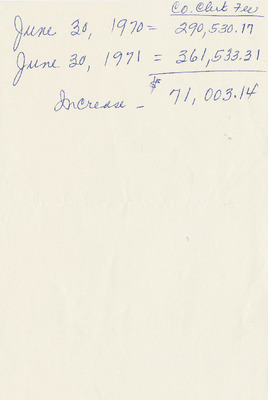 Co. Clerk Fee
June 30, 1970 = 290,530.17
June 30, 1971 = 361,533.31
Increase - $ 71,003.14